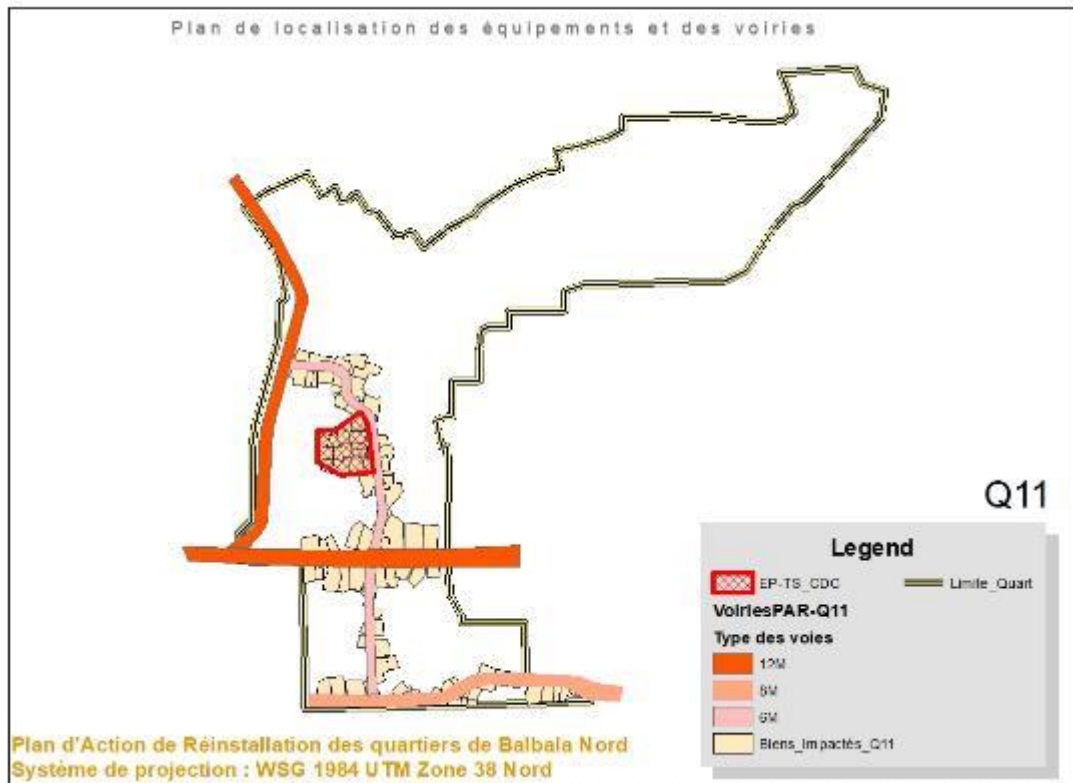 Plan de localisation des équipements et des voiries
Q11
Legend
EP-TS_CDC
Limite_Quart
VoiriesPAR-Q11
Type des voies
12M
8M
6M
Biens_Impactés_Q11
Plan d'Action de Réinstallation des quartiers de Balbala Nord
Système de projection : WSG 1984 UTM Zone 38 Nord